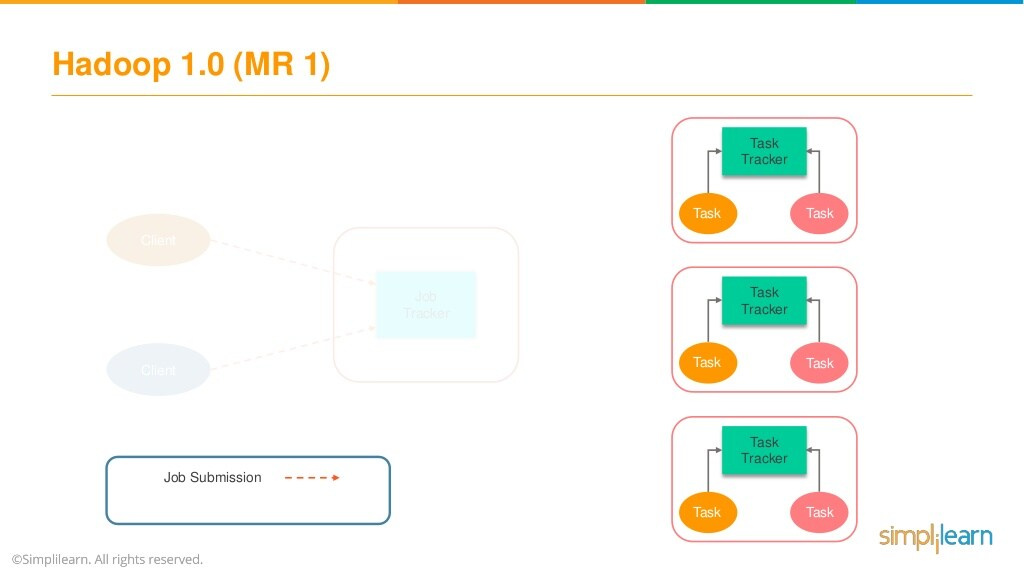 Hadoop 1.0 (MR 1)
Client
Client
Job
Tracker
Task
Tracker
Task
Task
Task
Tracker
Task
Task
Task
Tracker
Task
Task
Job Submission
simplilearn
©Simplilearn. All rights reserved.